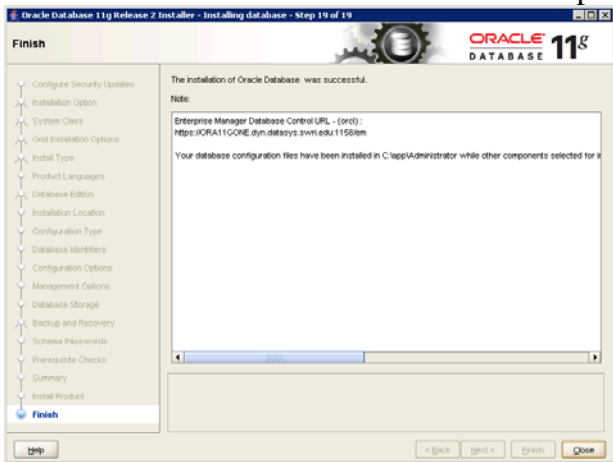 Oracle Database 11g Release 2 Installer - Installing database - Step 19 of 19
Finish
ORACLE 11g
DATABASE
Configure Security Updates
Installation Option
System Class
Grid Installation Options
Install Type
Product Languages
Database Edition
Installation Location
Configuration Type
Database Identifiers
Configuration Options
Management Options
Database Storage
Backup and Recovery
Schema Passwords
Prerequisite Checks
Summary
Install Product
Finish
The installation of Oracle Database was successful.
Note:
Enterprise Manager Database Control URL - (orcl) :
https://ORA11GONE.dyn.datasys.swri.edu:1158/em
Your database configuration files have been installed in C:\app\Administrator while other components selected for
Help
< Back
Next >
Finish
Close